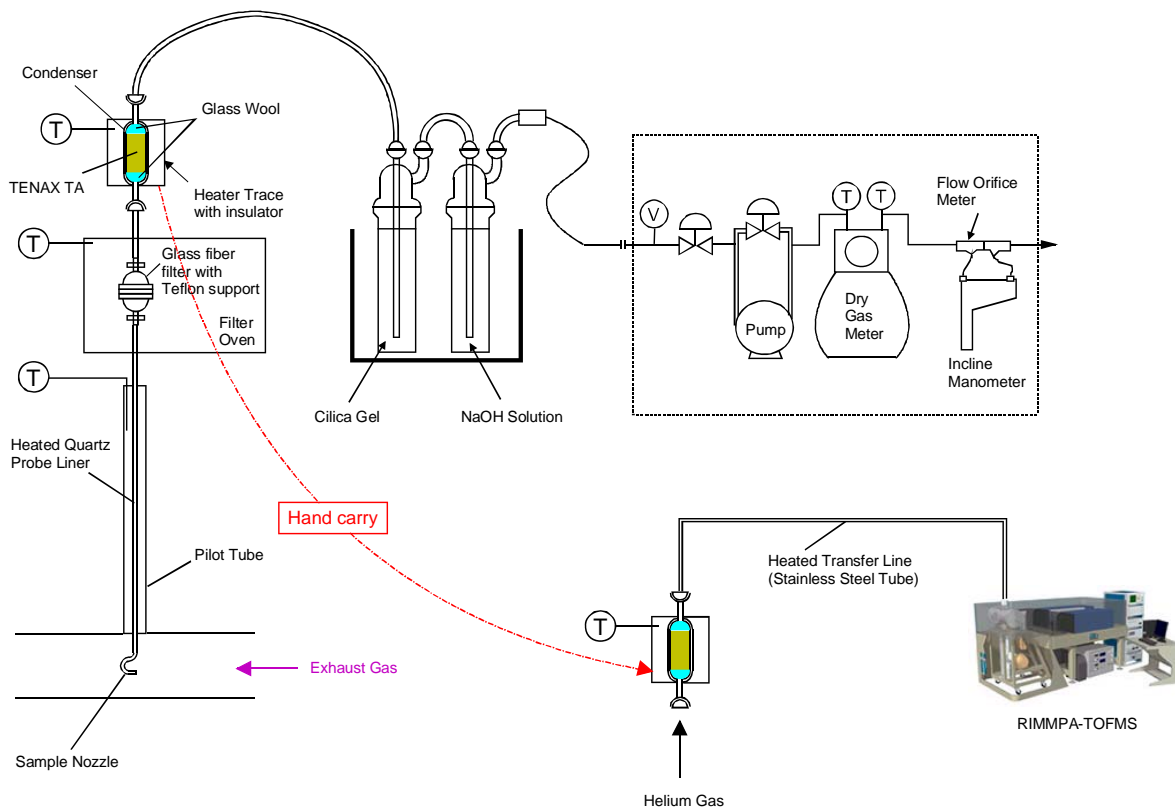 Condenser
Glass Wool
T
TENAX TA
Heater Trace
with insulator
T
Glass fiber
filter with
Teflon support
Filter
Oven
T
Heated Quartz
Probe Liner
Pilot Tube
Exhaust Gas
Sample Nozzle
Cilica Gel
NaOH Solution
V
Pump
T
T
Dry
Gas
Meter
Flow Orifice
Meter
Incline
Manometer
Hand carry
Heated Transfer Line
(Stainless Steel Tube)
T
RIMMPA-TOFMS
Helium Gas